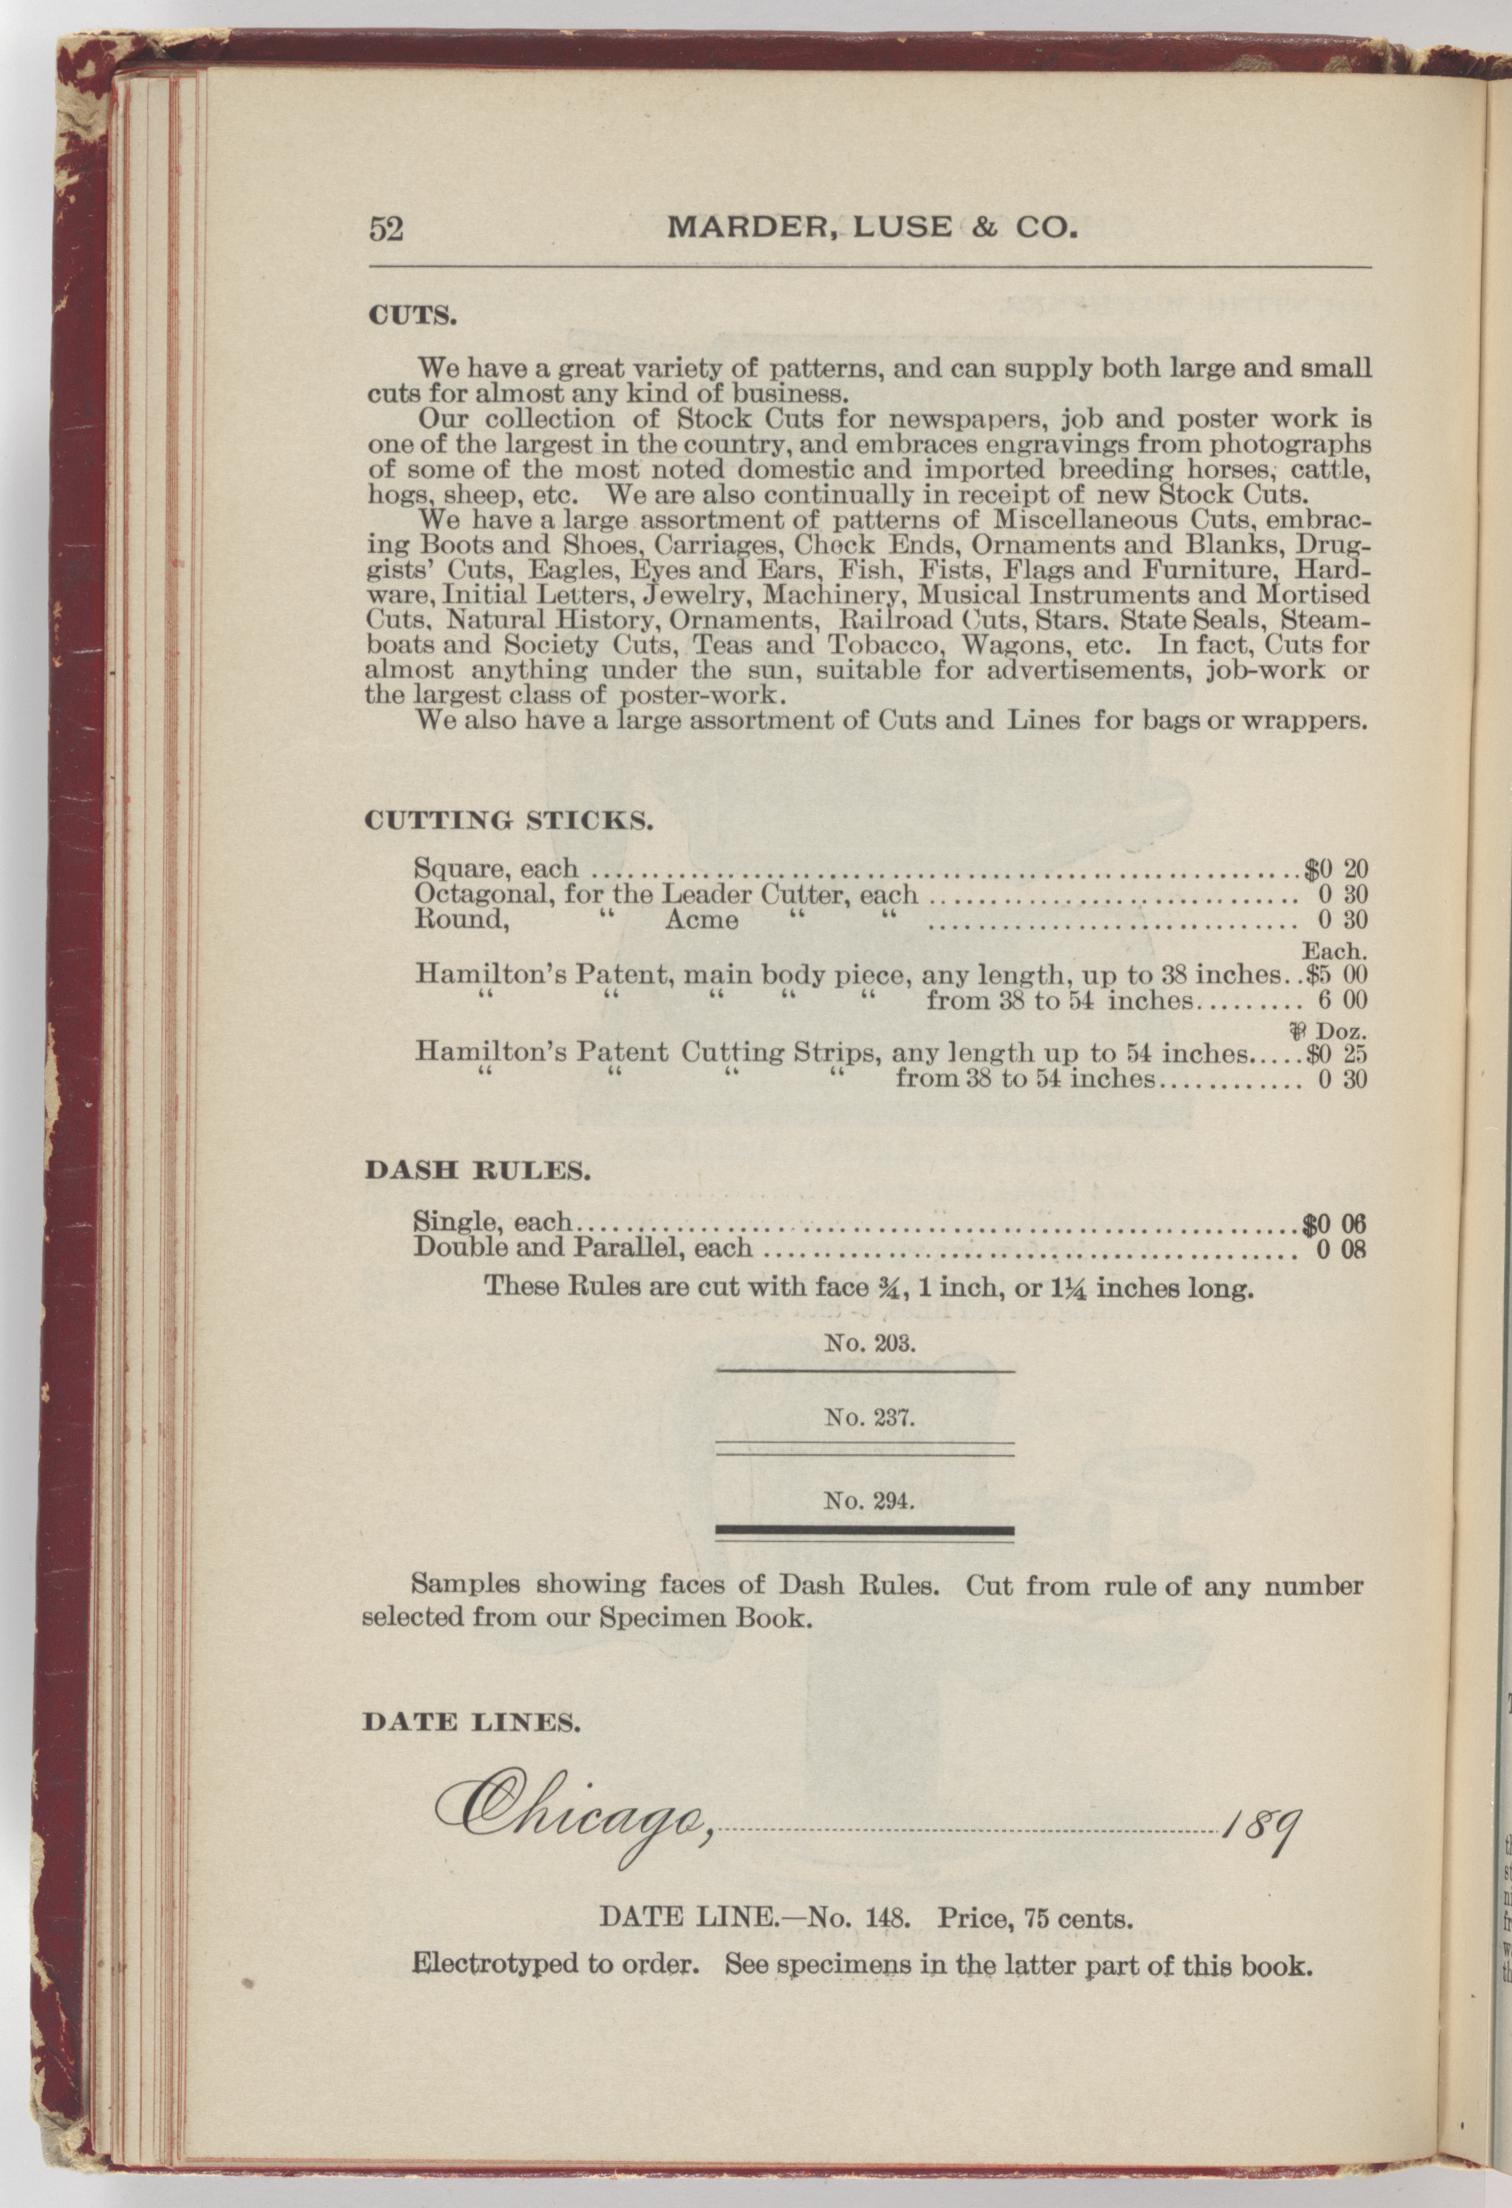 52 MARDER, LUSE & CO.
CUTS.
We have a great variety of patterns, and can supply both large and small
cuts for almost any kind of business.
Our collection of Stock Cuts for newspapers, job and poster work is
one of the largest in the country, and embraces engravings from photographs
of some of the most noted domestic and imported breeding horses, cattle,
hogs, sheep, etc. We are also continually in receipt of new Stock Cuts.
We have a large assortment of patterns of Miscellaneous Cuts, embrac-
ing Boots and Shoes, Carriages, Check Ends, Ornaments and Blanks, Drug-
gists' Cuts, Eagles, Eyes and Ears, Fish, Fists, Flags and Furniture, Hard-
ware, Initial Letters, Jewelry, Machinery, Musical Instruments and Mortised
Cuts, Natural History, Ornaments, Railroad Cuts, Stars, State Seals, Steam-
boats and Society Cuts, Teas and Tobacco, Wagons, etc. In fact, Cuts for
almost anything under the sun, suitable for advertisements, job-work or
the largest class of poster-work.
We also have a large assortment of Cuts and Lines for bags or wrappers.
CUTTING STICKS.
Square, each ........................................ $0 20
Octagonal, for the Leader Cutter, each .............................. 0 30
Round, “ Acme “ “ .............................. 0 30
Each.
Hamilton's Patent, main body piece, any length, up to 38 inches..$5 00
“ “ “ “ “ from 38 to 54 inches......... 6 00
⅌ Doz.
Hamilton's Patent Cutting Strips, any length up to 54 inches.....$0 25
“ “ “ “ from 38 to 54 inches............ 0 30
DASH RULES.
Single, each........................................$0 06
Double and Parallel, each ........................................ 0 08
These Rules are cut with face ¾, 1 inch, or 1¼ inches long.
No. 203.
No. 237.
No. 294.
Samples showing faces of Dash Rules. Cut from rule of any number
selected from our Specimen Book.
DATE LINES.
Chicago,........................................189
DATE LINE.—No. 148. Price, 75 cents.
Electrotyped to order. See specimens in the latter part of this book.